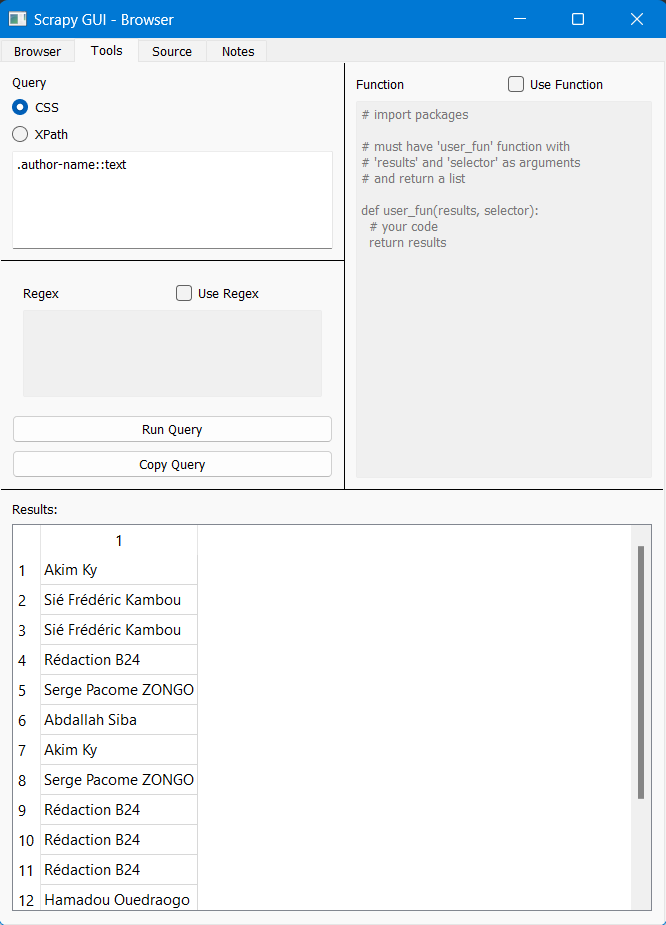 Scrapy GUI - Browser
Browser Tools Source Notes
Query
CSS
XPath
.author-name::text
Regex Use Regex
Run Query
Copy Query
Function Use Function
# import packages
# must have 'user_fun' function with
# 'results' and 'selector' as arguments
# and return a list
def user_fun(results, selector):
# your code
return results
Results:
1
1 Akim Ky
2 Sié Frédéric Kambou
3 Sié Frédéric Kambou
4 Rédaction B24
5 Serge Pacome ZONGO
6 Abdallah Siba
7 Akim Ky
8 Serge Pacome ZONGO
9 Rédaction B24
10 Rédaction B24
11 Rédaction B24
12 Hamadou Ouedraogo